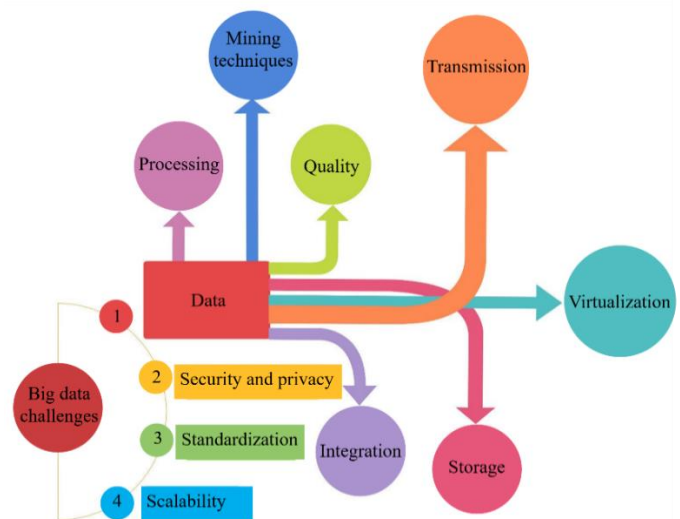 Mining
techniques
Transmission
Processing
Quality
Data
Virtualization
1
Big data
challenges
2
Security and privacy
3
Standardization
Integration
Storage
4
Scalability